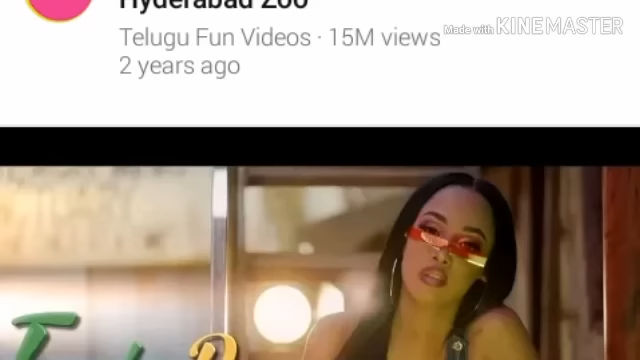 Hyderabad Zoo
Telugu Fun Videos · 15M views
2 years ago
Made with KINEMASTER